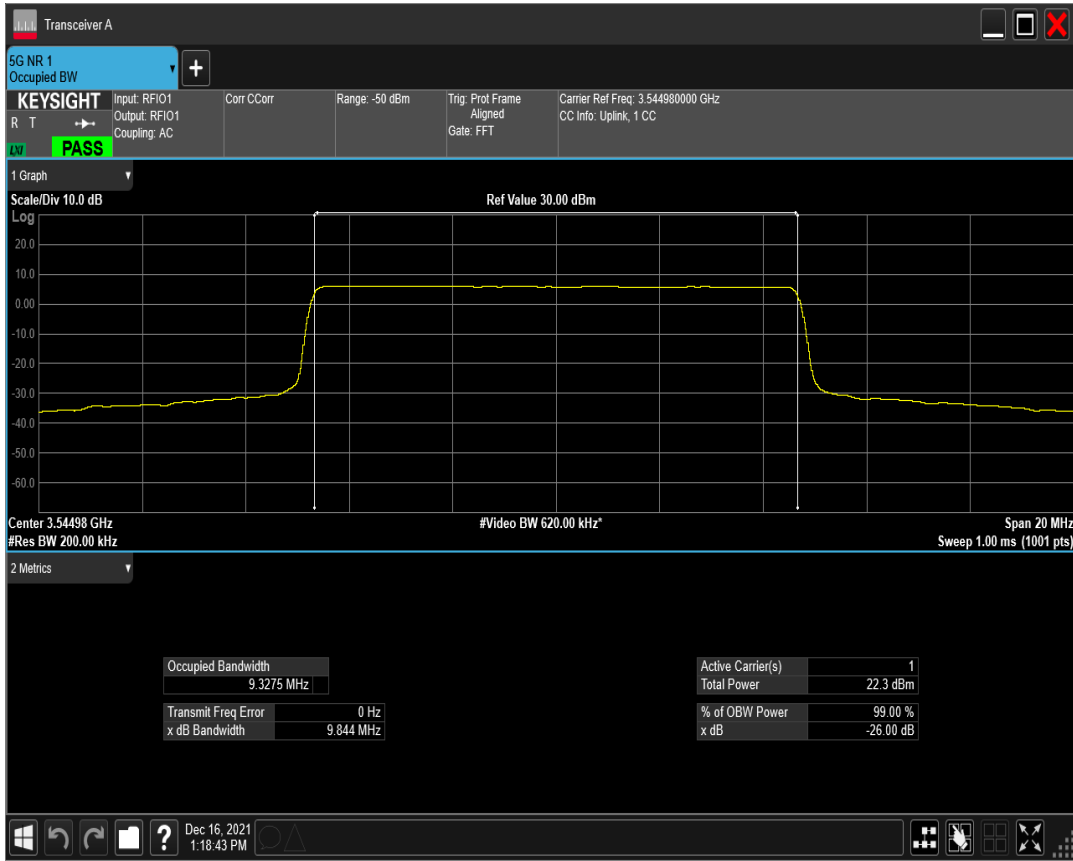 Transceiver A
5G NR 1
Occupied BW
KEYSIGHT
R T
LXI
PASS
Input: RFIO1
Output: RFIO1
Coupling: AC
Corr CCorr
Range: -50 dBm
Trig: Prot Frame
Aligned
Gate: FFT
Carrier Ref Freq: 3.544980000 GHz
CC Info: Uplink, 1 CC
1 Graph
Scale/Div 10.0 dB
Ref Value 30.00 dBm
Log
20.0
10.0
0.00
-10.0
-20.0
-30.0
-40.0
-50.0
-60.0
Center 3.54498 GHz
#Video BW 620.00 kHz*
Span 20 MHz
#Res BW 200.00 kHz
Sweep 1.00 ms (1001 pts)
2 Metrics
Occupied Bandwidth
9.3275 MHz
Transmit Freq Error 0 Hz
x dB Bandwidth 9.844 MHz
Active Carrier(s) 1
Total Power 22.3 dBm
% of OBW Power 99.00 %
x dB -26.00 dB
?
Dec 16, 2021
1:18:43 PM